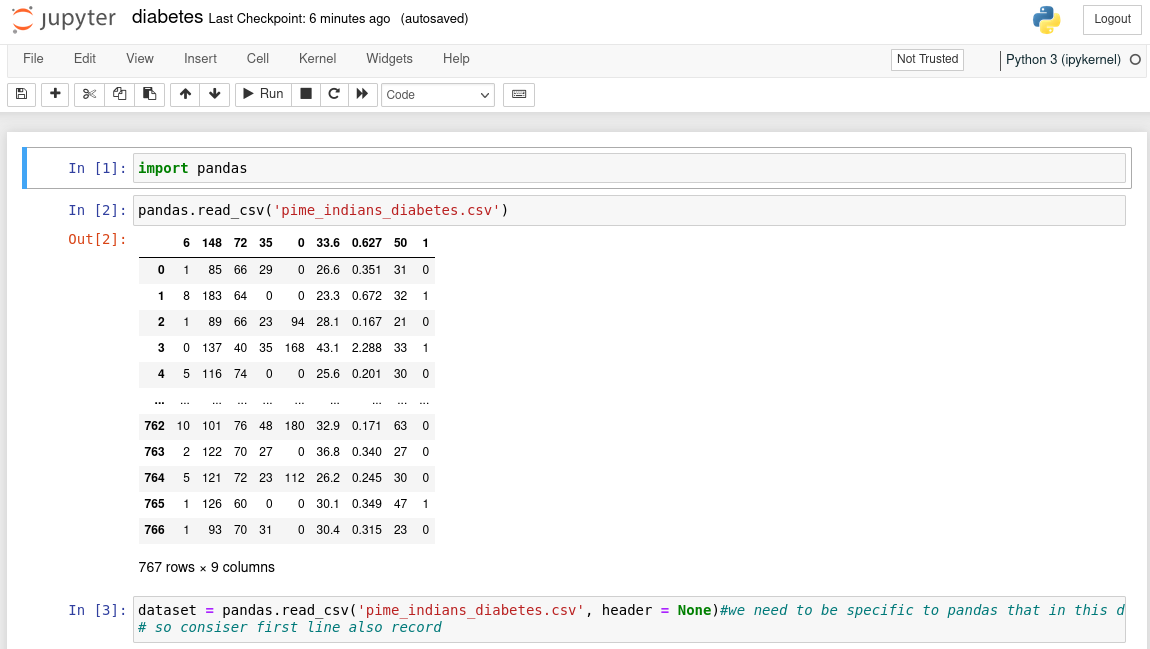 jupyter diabetes Last Checkpoint: 6 minutes ago (autosaved) Logout
File Edit View Insert Cell Kernel Widgets Help Not Trusted Python 3 (ipykernel)
Run Code
In [1]: import pandas
In [2]: pandas.read_csv('pime_indians_diabetes.csv')
Out[2]:
6 148 72 35 0 33.6 0.627 50 1
0 1 85 66 29 0 26.6 0.351 31 0
1 8 183 64 0 0 23.3 0.672 32 1
2 1 89 66 23 94 28.1 0.167 21 0
3 0 137 40 35 168 43.1 2.288 33 1
4 5 116 74 0 0 25.6 0.201 30 0
... ... ... ... ... ... ... ... ... ...
762 10 101 76 48 180 32.9 0.171 63 0
763 2 122 70 27 0 36.8 0.340 27 0
764 5 121 72 23 112 26.2 0.245 30 0
765 1 126 60 0 0 30.1 0.349 47 1
766 1 93 70 31 0 30.4 0.315 23 0
767 rows × 9 columns
In [3]: dataset = pandas.read_csv('pime_indians_diabetes.csv', header = None)#we need to be specific to pandas that in this d
# so consiser first line also record